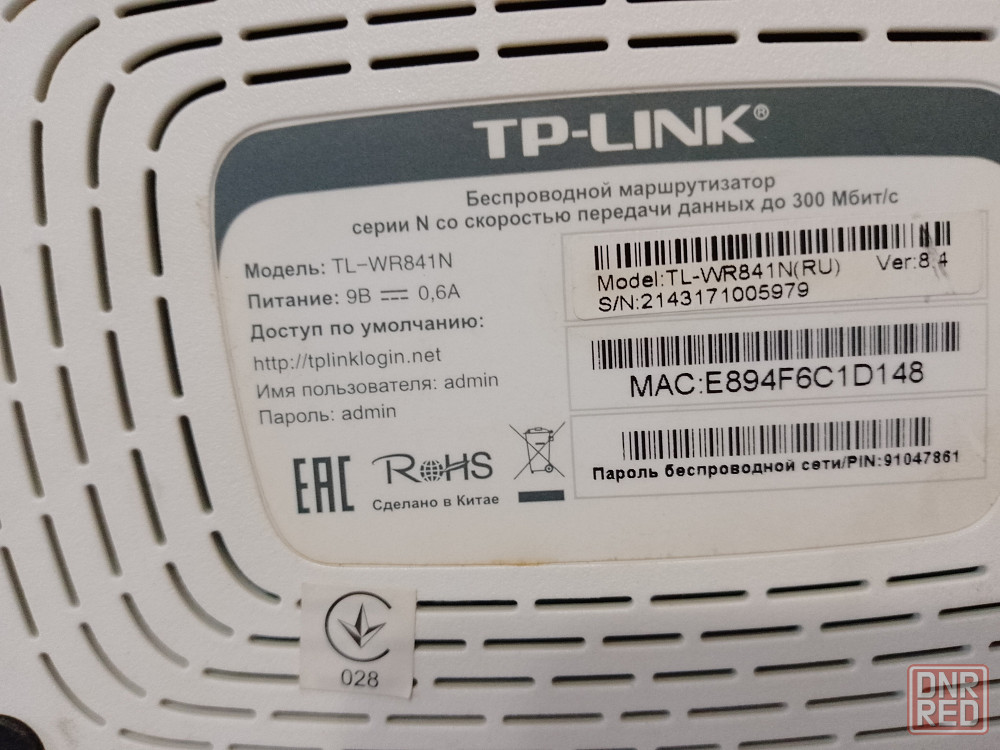 TP-LINK®
Беспроводной маршрутизатор
серии N со скоростью передачи данных до 300 Мбит/с
Модель: TL-WR841N
Питание: 9В 0,6А
Доступ по умолчанию:
http://tplinklogin.net
Имя пользователя: admin
Пароль: admin
Model:TL-WR841N(RU) Ver:8.4
S/N:2143171005979
MAC:E894F6C1D148
Пароль беспроводной сети/PIN:91047861
EAC RoHS
Сделано в Китае
028
DNR
RED